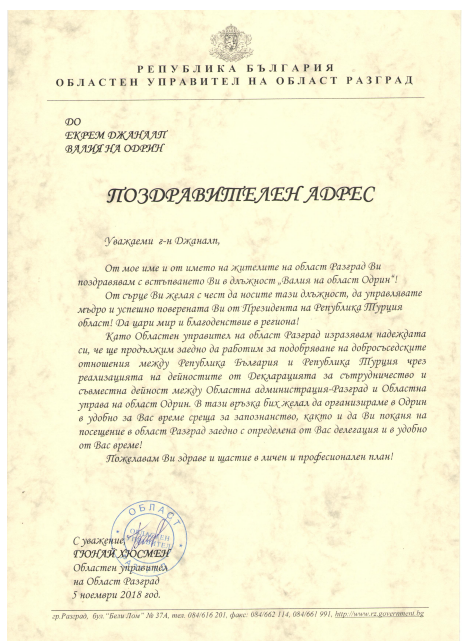 РЕПУБЛИКА БЪЛГАРИЯ
ОБЛАСТЕН УПРАВИТЕЛ НА ОБЛАСТ РАЗГРАД
ДО
ЕКРЕМ ДЖАНАЛП
ВАЛИЯ НА ОДРИН
ПОЗДРАВИТЕЛЕН АДРЕС
Уважаеми г-н Джаналп,
От мое име и от името на жителите на област Разград Ви
поздравявам с встъпването Ви в длъжност „Валия на област Одрин“!
От сърце Ви желая с чест да носите тази длъжност, да управлявате
мъдро и успешно поверената Ви от Президента на Република Турция
област! Да цари мир и благоденствие в региона!
Като Областен управител на област Разград изразявам надеждата
си, че ще продължим заедно да работим за подобряване на добросъседските
отношения между Република България и Република Турция чрез
реализацията на дейностите от Декларацията за сътрудничество и
съвместна дейност между Областна администрация-Разград и Областна
управа на област Одрин. В тази връзка бих желал да организираме в Одрин
в удобно за Вас време среща за запознанство, както и да Ви поканя на
посещение в област Разград заедно с определена от Вас делегация и в удобно
от Вас време!
Пожелавам Ви здраве и щастие в личен и професионален план!
С уважение,
ГЮНАЙ ХЮСМЕН
Областен управител
на Област Разград
5 ноември 2018 год.
ОБЛАСТ
гр.Разград, бул."Бели Лом" № 37А, тел. 084/616 201, факс: 084/662 114, 084/661 991, http://www.rz.government.bg